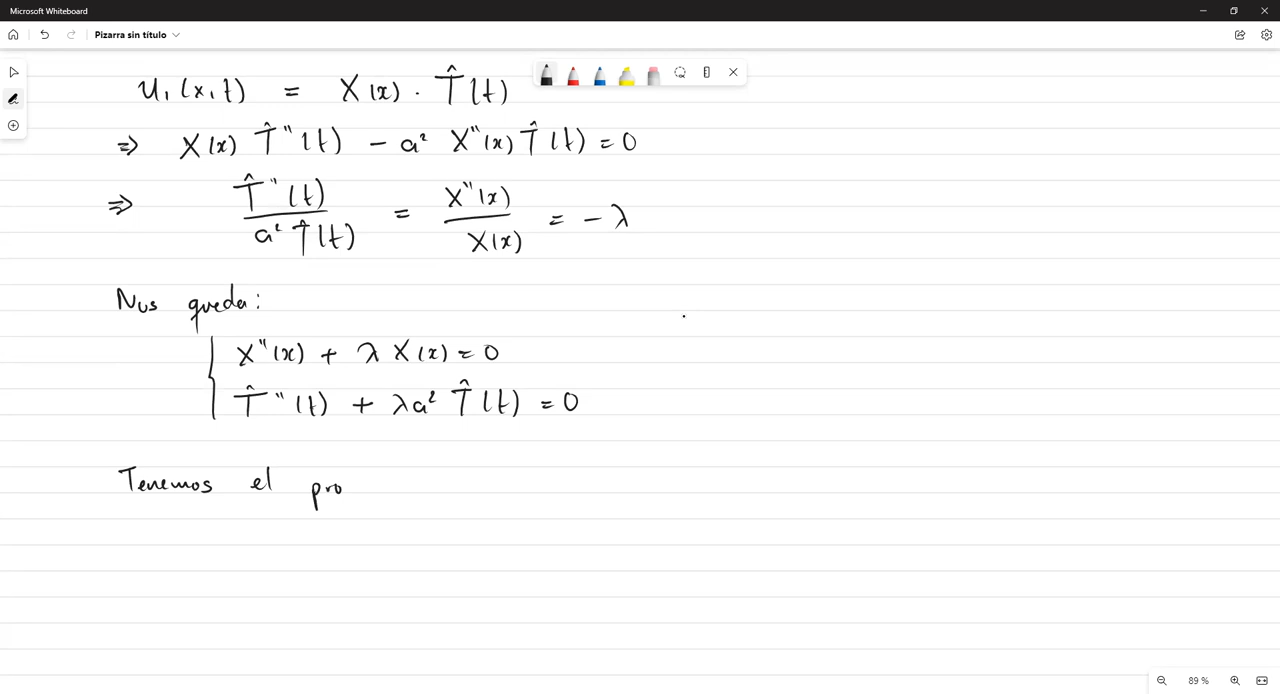 Microsoft Whiteboard
Pizarra sin título
u₁(x,t) = X(x) · T̂(t)
⇒ X(x) T̂''(t) − a² X''(x) T̂(t) = 0
⇒ T̂''(t) / a² T̂(t) = X''(x) / X(x) = − λ
Nos queda:
X''(x) + λ X(x) = 0
T̂''(t) + λa² T̂(t) = 0
Tenemos el pro
89 %